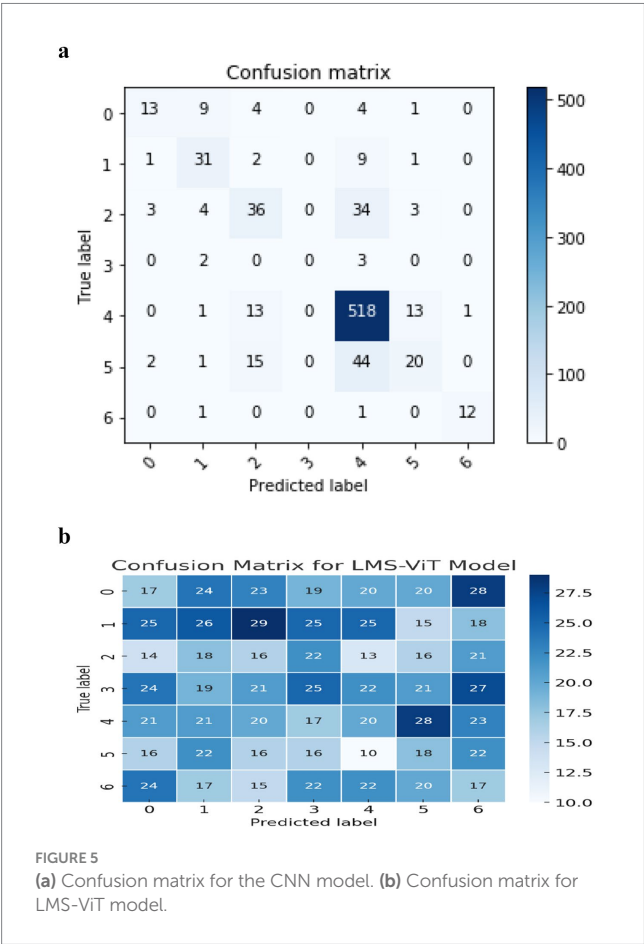 a
Confusion matrix
0 13 9 4 0 4 1 0
1 1 31 2 0 9 1 0
2 3 4 36 0 34 3 0
3 0 2 0 0 3 0 0
4 0 1 13 0 518 13 1
5 2 1 15 0 44 20 0
6 0 1 0 0 1 0 12
0 1 2 3 4 5 6
True label
Predicted label
500
400
300
200
100
0
b
Confusion Matrix for LMS-ViT Model
0 17 24 23 19 20 20 28
1 25 26 29 25 25 15 18
2 14 18 16 22 13 16 21
3 24 19 21 25 22 21 27
4 21 21 20 17 20 28 23
5 16 22 16 16 10 18 22
6 24 17 15 22 22 20 17
0 1 2 3 4 5 6
True label
Predicted label
27.5
25.0
22.5
20.0
17.5
15.0
12.5
10.0
FIGURE 5
(a) Confusion matrix for the CNN model. (b) Confusion matrix for
LMS-ViT model.